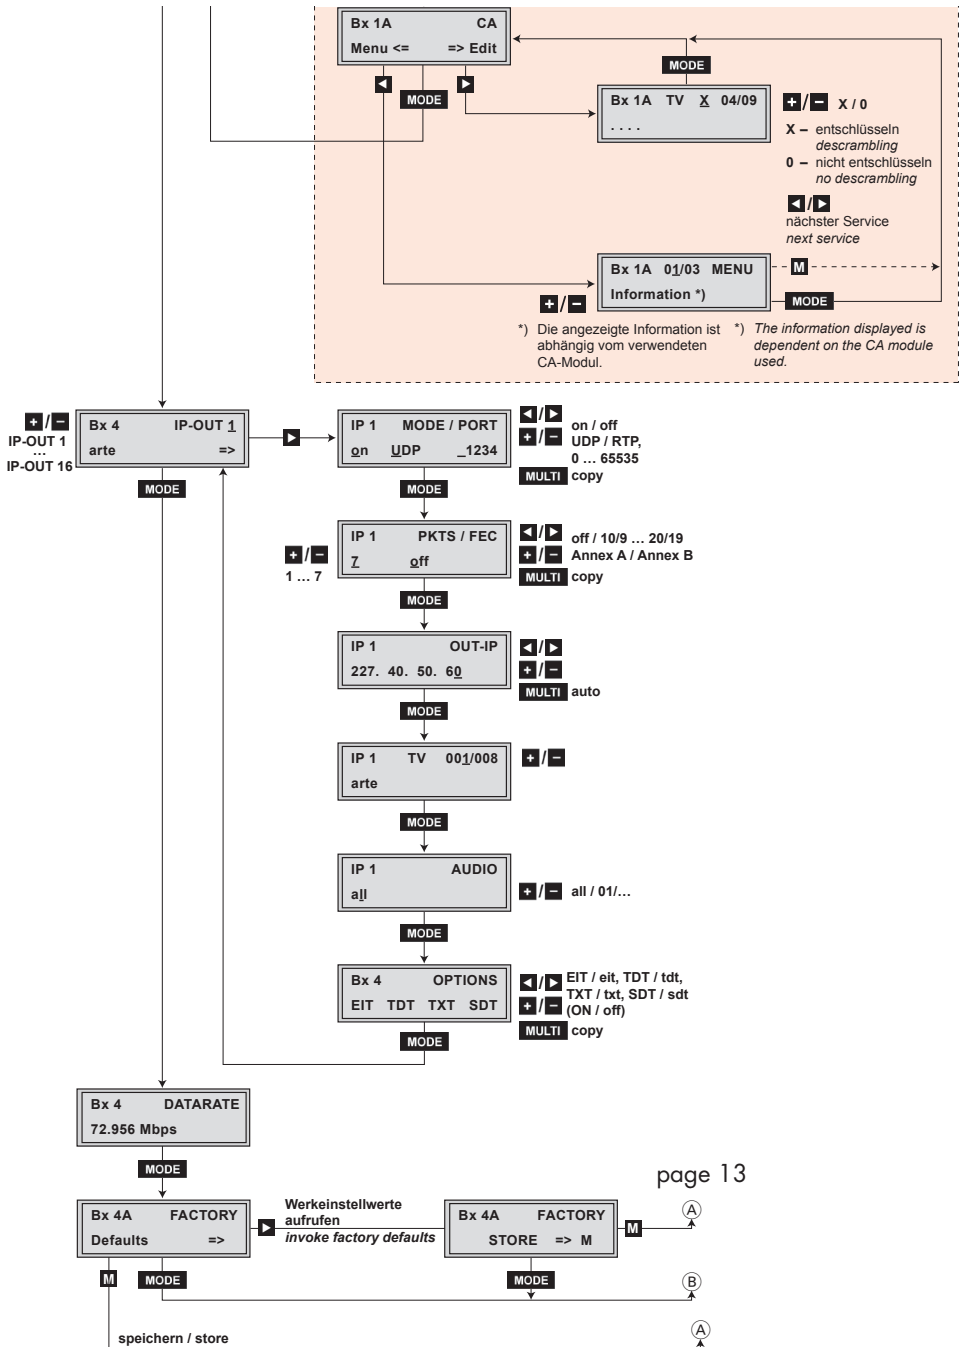 Bx 1A CA
Menu <= => Edit
◄ MODE ►
MODE
Bx 1A TV X 04/09
. . . .
+/− X / 0
X – entschlüsseln
descrambling
0 – nicht entschlüsseln
no descrambling
◄/►
nächster Service
next service
Bx 1A 01/03 MENU
Information *)
M
MODE
+/−
*) Die angezeigte Information ist
abhängig vom verwendeten
CA-Modul.
*) The information displayed is
dependent on the CA module
used.
+/−
IP-OUT 1
...
IP-OUT 16
Bx 4 IP-OUT 1
arte =>
►
MODE
IP 1 MODE / PORT
on UDP _1234
◄/►
+/−
on / off
UDP / RTP,
0 ... 65535
MULTI copy
MODE
+/−
1 ... 7
IP 1 PKTS / FEC
7 off
◄/►
+/−
off / 10/9 ... 20/19
Annex A / Annex B
MULTI copy
MODE
IP 1 OUT-IP
227. 40. 50. 60
◄/►
+/−
MULTI auto
MODE
IP 1 TV 001/008
arte
+/−
MODE
IP 1 AUDIO
all
+/− all / 01/...
MODE
Bx 4 OPTIONS
EIT TDT TXT SDT
◄/►
+/−
EIT / eit, TDT / tdt,
TXT / txt, SDT / sdt
(ON / off)
MULTI copy
MODE
Bx 4 DATARATE
72.956 Mbps
MODE
page 13
Bx 4A FACTORY
Defaults =>
►
Werkeinstellwerte
aufrufen
invoke factory defaults
Bx 4A FACTORY
STORE => M
M
A
M MODE
MODE
B
speichern / store
A